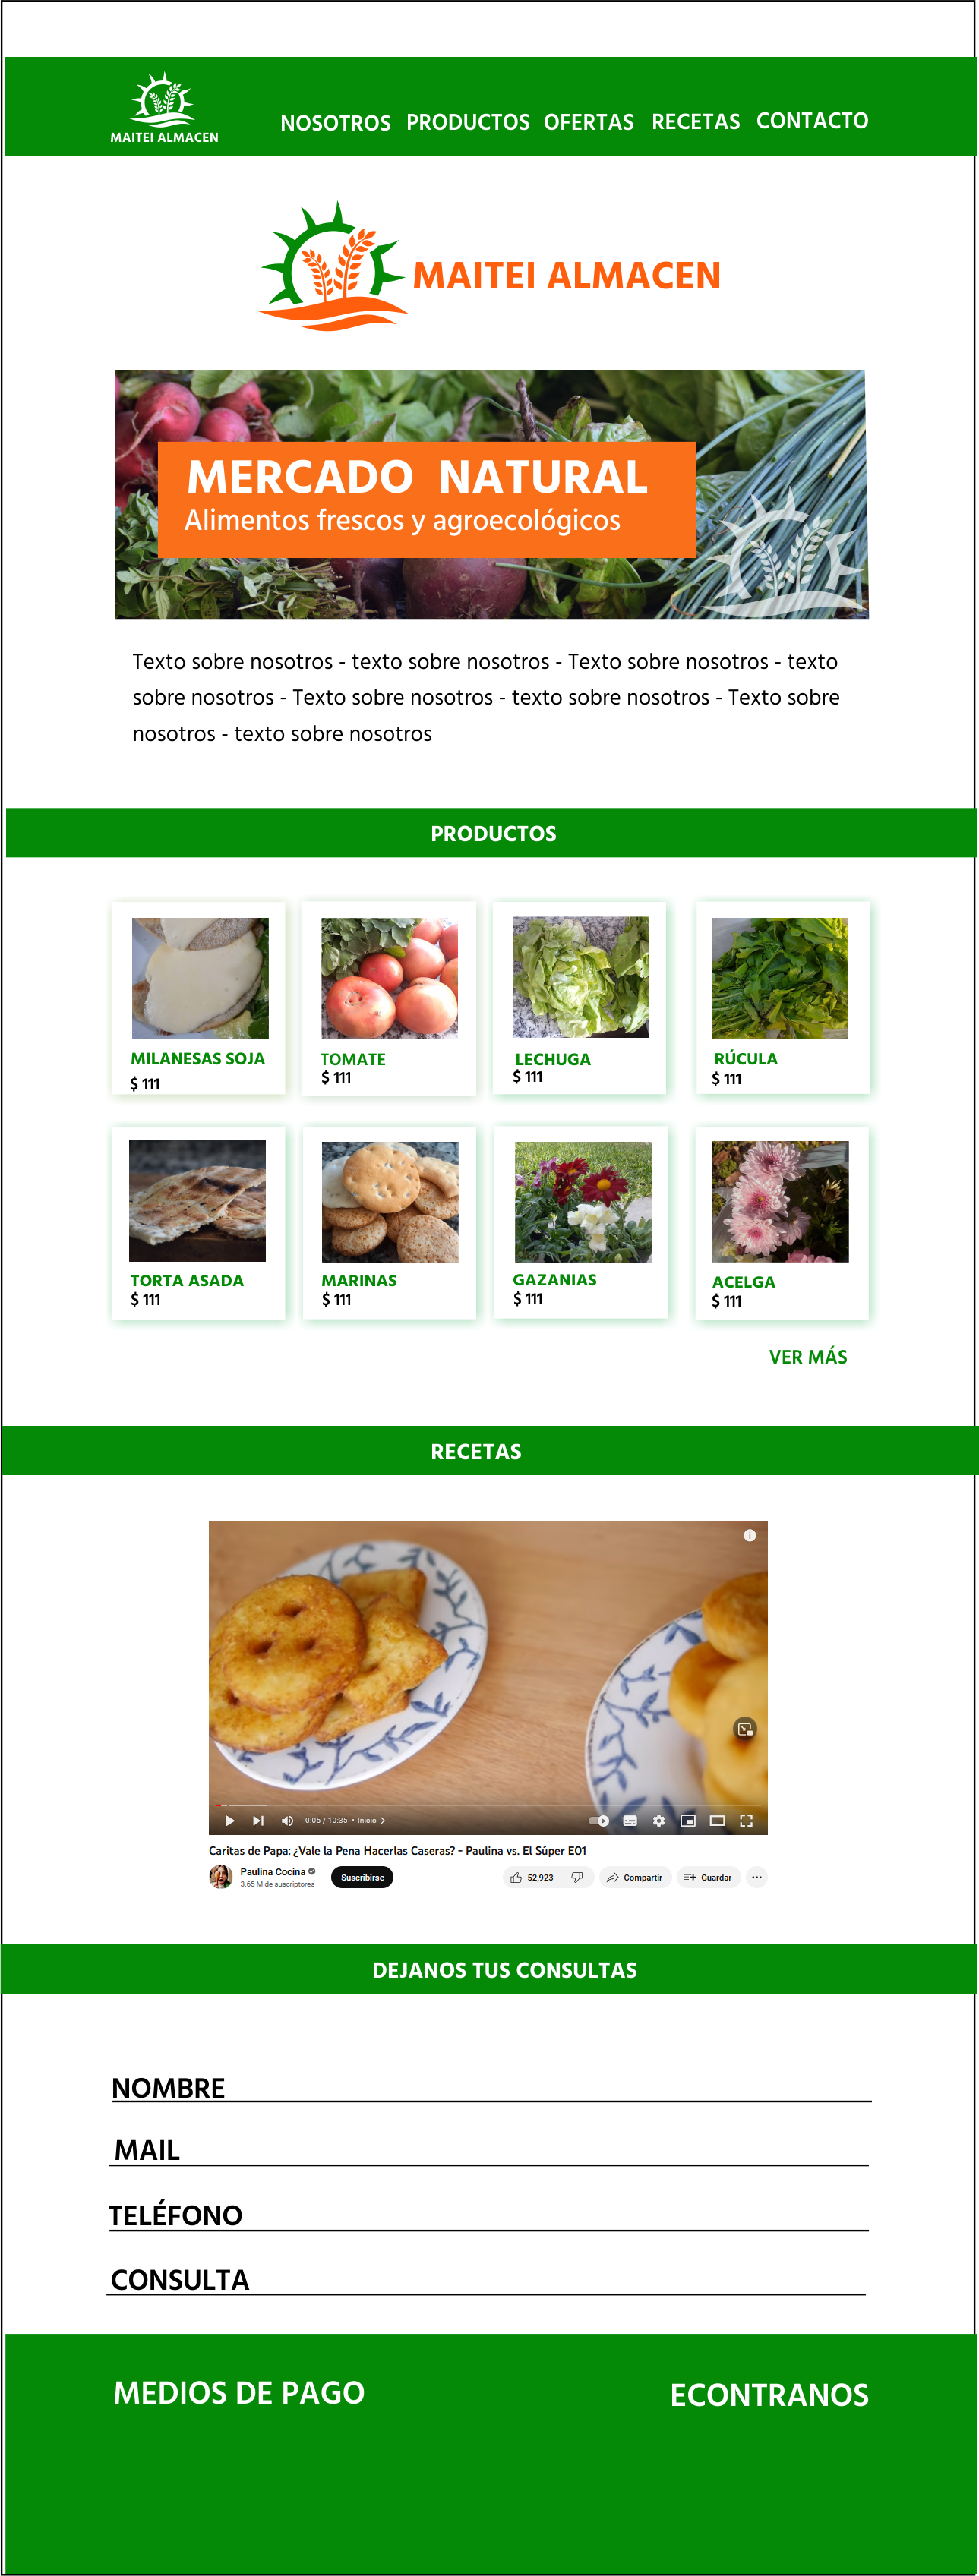 MAITEI ALMACEN
NOSOTROS PRODUCTOS OFERTAS RECETAS CONTACTO
MAITEI ALMACEN
MERCADO NATURAL
Alimentos frescos y agroecológicos
Texto sobre nosotros - texto sobre nosotros - Texto sobre nosotros - texto
sobre nosotros - Texto sobre nosotros - texto sobre nosotros - Texto sobre
nosotros - texto sobre nosotros
PRODUCTOS
MILANESAS SOJA
$ 111
TOMATE
$ 111
LECHUGA
$ 111
RÚCULA
$ 111
TORTA ASADA
$ 111
MARINAS
$ 111
GAZANIAS
$ 111
ACELGA
$ 111
VER MÁS
RECETAS
0:05 / 10:35 • Inicio
Caritas de Papa: ¿Vale la Pena Hacerlas Caseras? - Paulina vs. El Súper E01
Paulina Cocina
3.65 M de suscriptores
Suscribirse
52,923
Compartir
Guardar
DEJANOS TUS CONSULTAS
NOMBRE
MAIL
TELÉFONO
CONSULTA
MEDIOS DE PAGO
ECONTRANOS